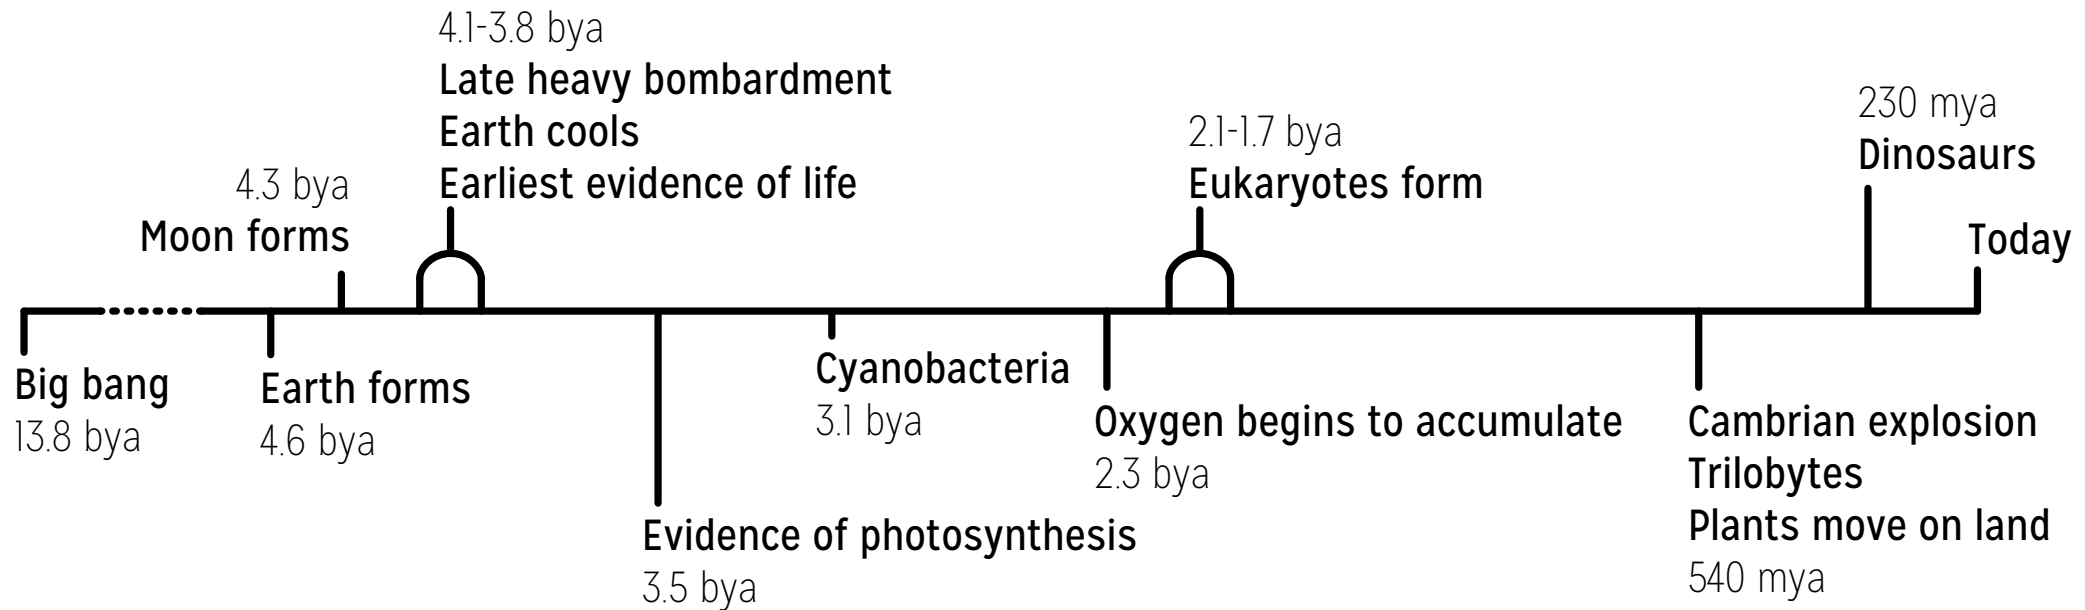 4.1-3.8 bya
Late heavy bombardment
Earth cools
Earliest evidence of life
4.3 bya
Moon forms
2.1-1.7 bya
Eukaryotes form
230 mya
Dinosaurs
Today
Big bang
13.8 bya
Earth forms
4.6 bya
Evidence of photosynthesis
3.5 bya
Cyanobacteria
3.1 bya
Oxygen begins to accumulate
2.3 bya
Cambrian explosion
Trilobytes
Plants move on land
540 mya